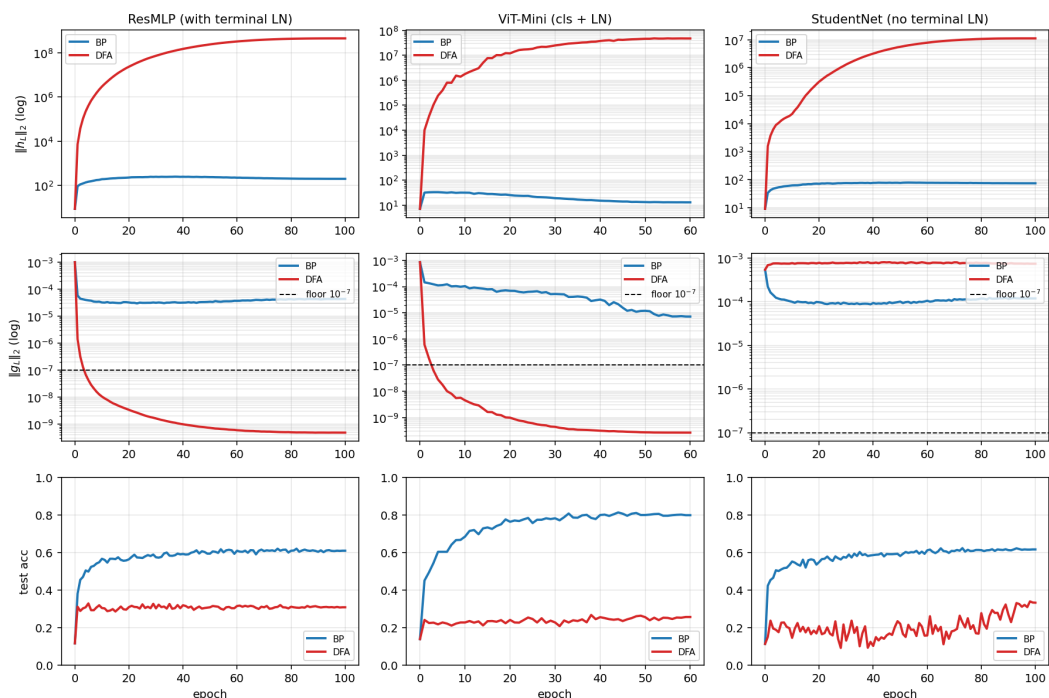 ResMLP (with terminal LN)
ViT-Mini (cls + LN)
StudentNet (no terminal LN)
‖h_L‖₂ (log)
10⁸
10⁶
10⁴
10²
BP
DFA
0 20 40 60 80 100
10⁸
10⁷
10⁶
10⁵
10⁴
10³
10²
10¹
BP
DFA
0 10 20 30 40 50 60
10⁷
10⁶
10⁵
10⁴
10³
10²
10¹
BP
DFA
0 20 40 60 80 100
‖g_L‖₂ (log)
10⁻³
10⁻⁴
10⁻⁵
10⁻⁶
10⁻⁷
10⁻⁸
10⁻⁹
BP
DFA
floor 10⁻⁷
0 20 40 60 80 100
10⁻³
10⁻⁴
10⁻⁵
10⁻⁶
10⁻⁷
10⁻⁸
10⁻⁹
BP
DFA
floor 10⁻⁷
0 10 20 30 40 50 60
10⁻³
10⁻⁴
10⁻⁵
10⁻⁶
10⁻⁷
BP
DFA
floor 10⁻⁷
0 20 40 60 80 100
test acc
1.0
0.8
0.6
0.4
0.2
0.0
BP
DFA
0 20 40 60 80 100
epoch
1.0
0.8
0.6
0.4
0.2
0.0
BP
DFA
0 10 20 30 40 50 60
epoch
1.0
0.8
0.6
0.4
0.2
0.0
BP
DFA
0 20 40 60 80 100
epoch